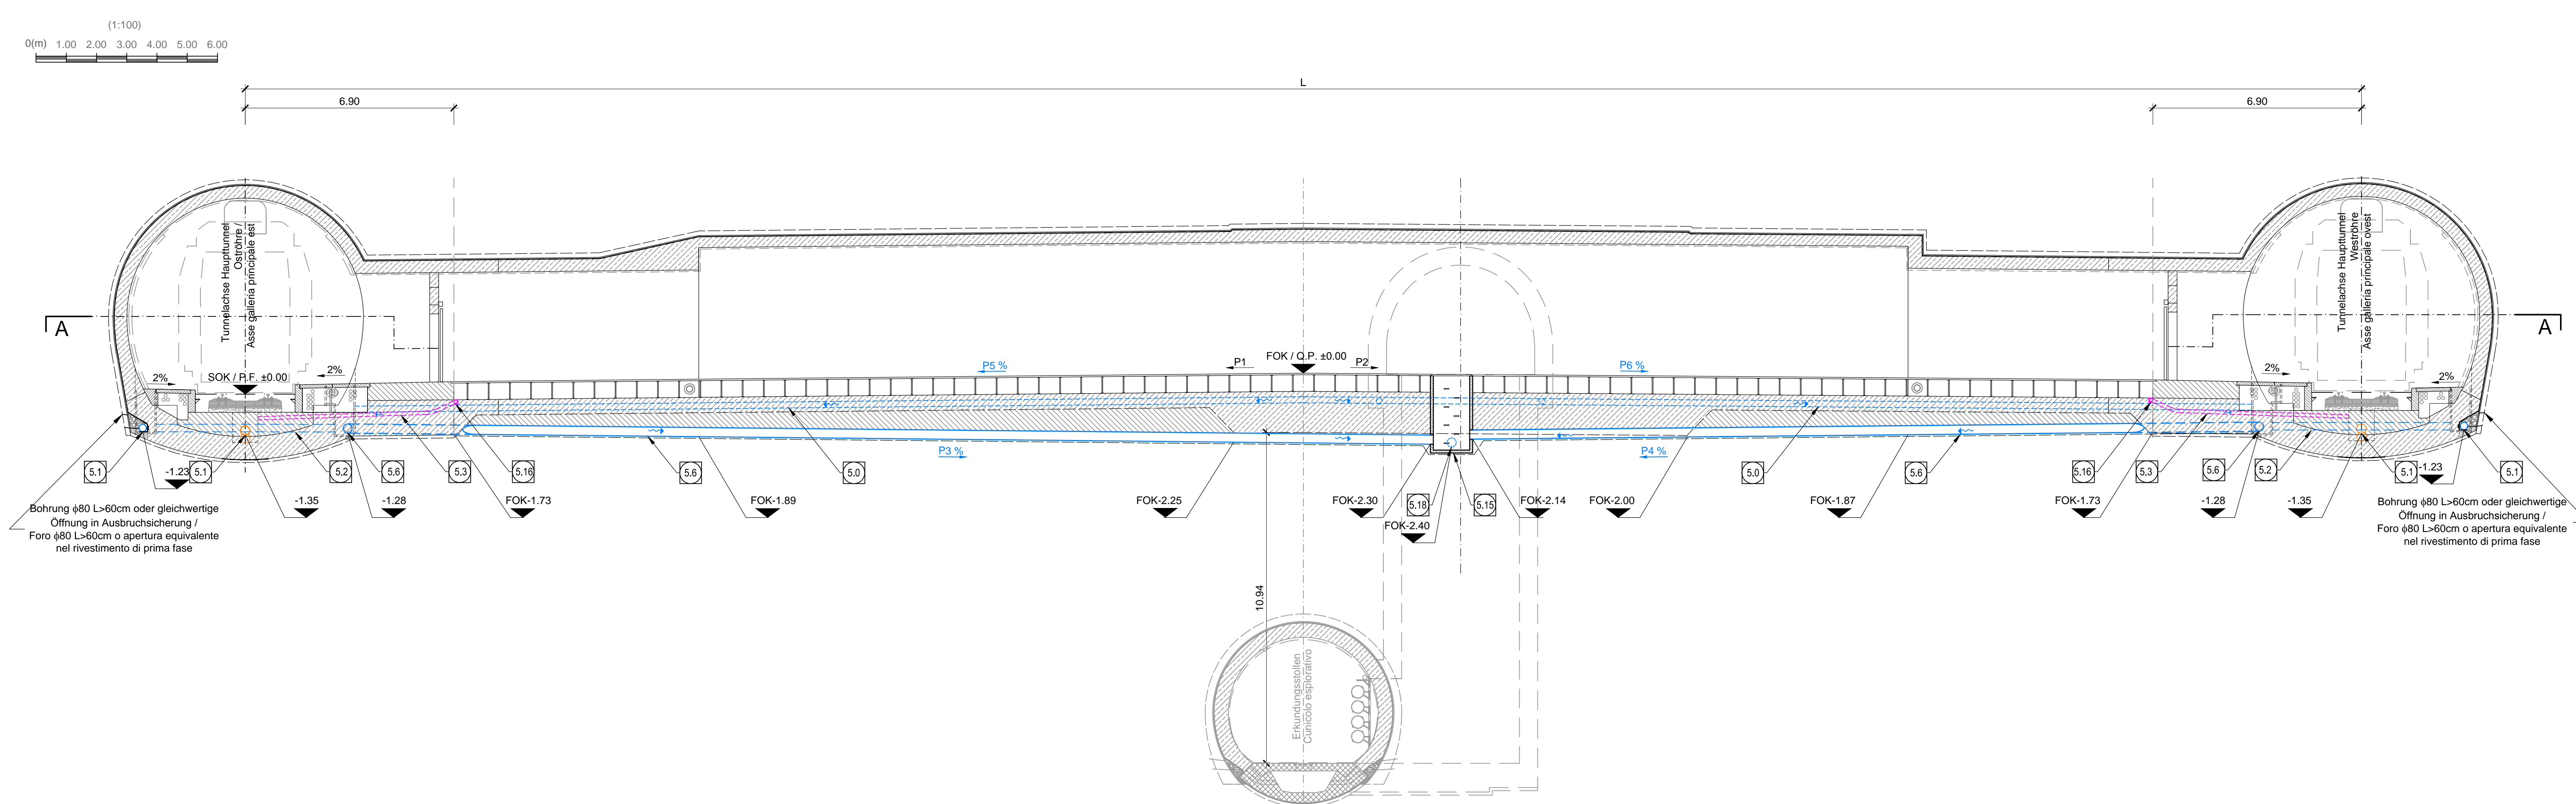 (1:100)
0(m) 1.00 2.00 3.00 4.00 5.00 6.00
L
6.90
6.90
Tunnelachse Haupttunnel
Oströhre /
Asse galleria principale est
Tunnelachse Haupttunnel
Weströhre
Asse galleria principale ovest
A
A
2%
SOK / P.F. ±0.00
2%
P5 %
P1
FOK / Q.P. ±0.00
P2
P6 %
2%
2%
P3 %
P4 %
5.1
-1.23
5.1
5.2
5.6
5.3
5.16
5.6
5.0
5.18
5.15
5.0
5.6
5.16
5.3
5.6
5.2
5.1
-1.23
5.1
-1.35
-1.28
FOK-1.73
FOK-1.89
FOK-2.25
FOK-2.30
FOK-2.40
FOK-2.14
FOK-2.00
FOK-1.87
FOK-1.73
-1.28
-1.35
Bohrung ϕ80 L>60cm oder gleichwertige
Öffnung in Ausbruchsicherung /
Foro ϕ80 L>60cm o apertura equivalente
nel rivestimento di prima fase
Bohrung ϕ80 L>60cm oder gleichwertige
Öffnung in Ausbruchsicherung /
Foro ϕ80 L>60cm o apertura equivalente
nel rivestimento di prima fase
10.94
Erkundungsstollen
Cunicolo esplorativo